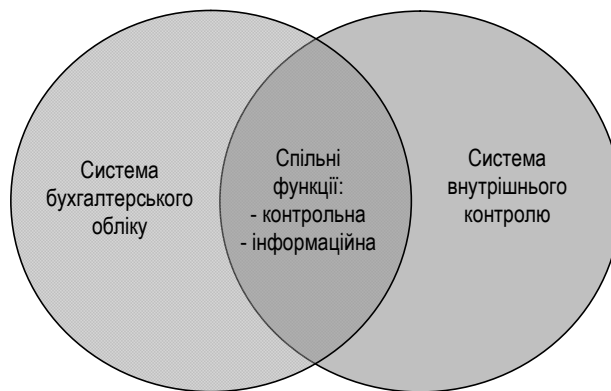 Система
бухгалтерського
обліку
Спільні
функції:
- контрольна
- інформаційна
Система
внутрішнього
контролю